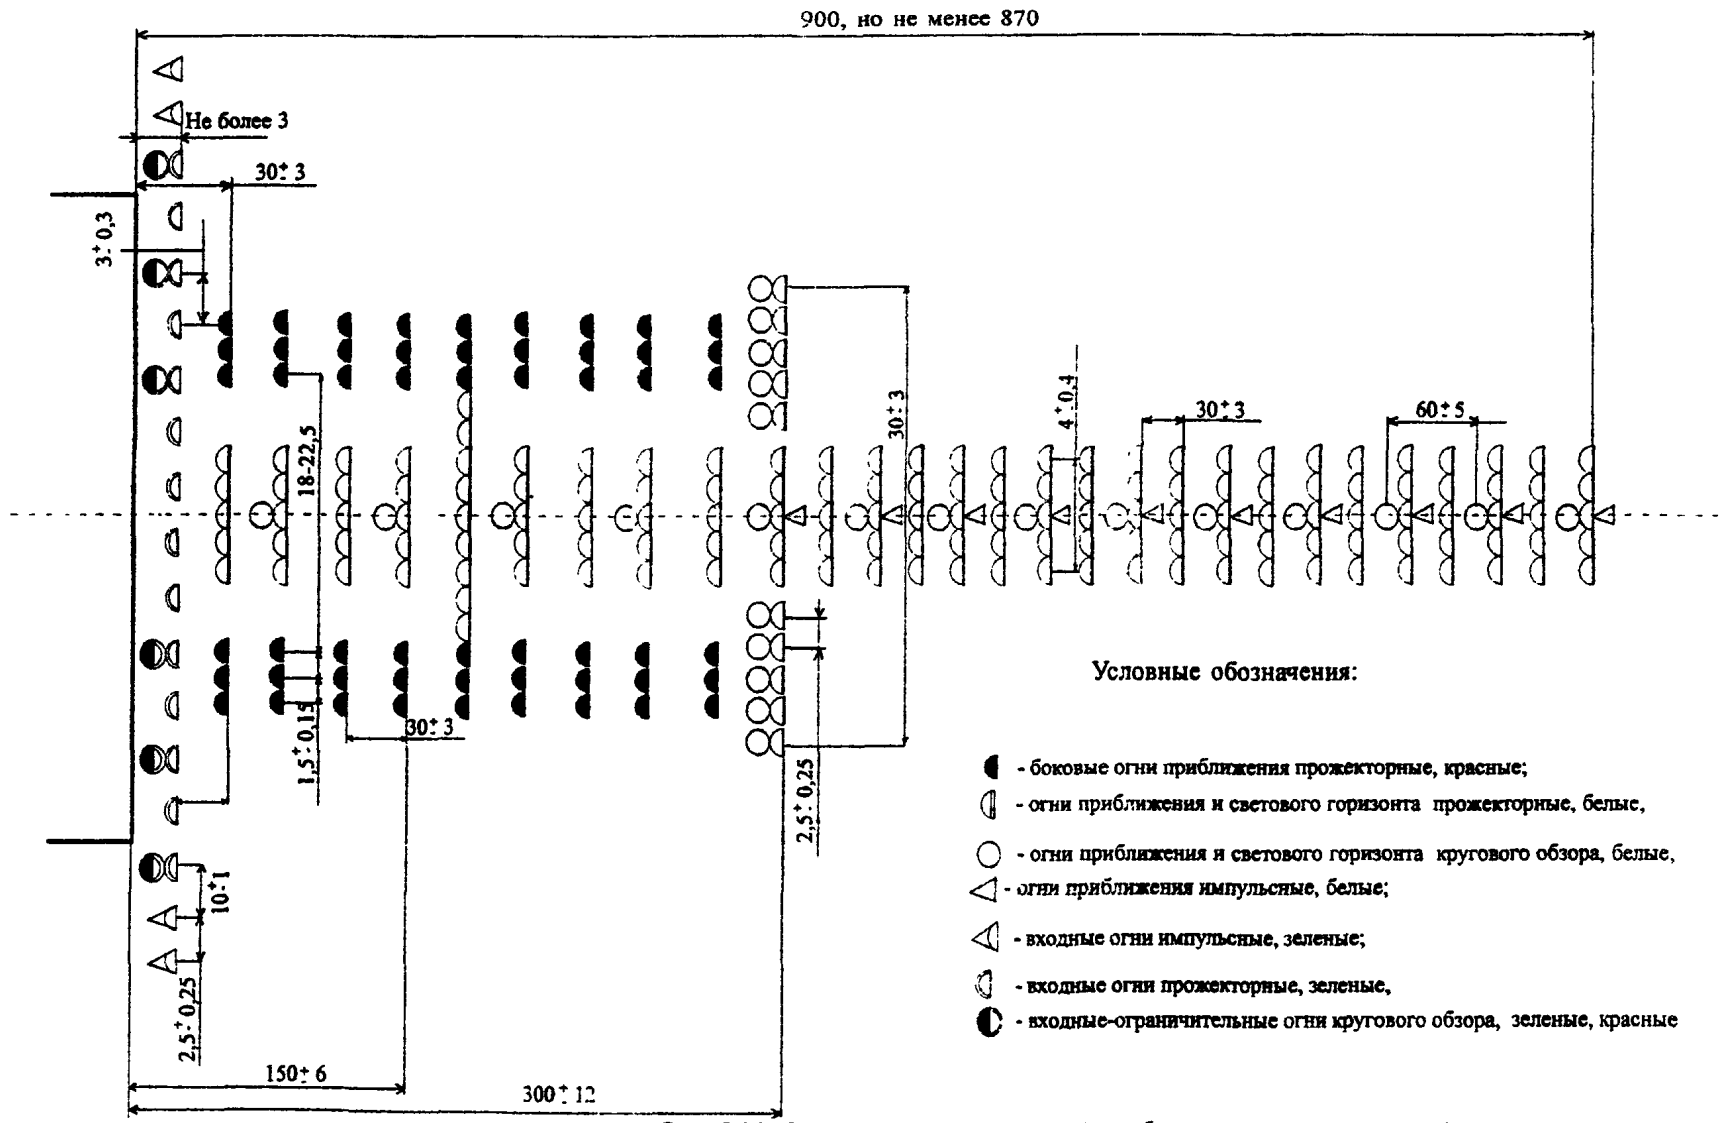 900, но не менее 870
Не более 3
30±3
3±0,3
18-22,5
30±3
4±0,4
30±3
60±5
1,5±0,15
30±3
2,5±0,25
10±1
2,5±0,25
150±6
300±12
Условные обозначения:
- боковые огни приближения прожекторные, красные;
- огни приближения и светового горизонта прожекторные, белые,
- огни приближения и светового горизонта кругового обзора, белые,
- огни приближения импульсные, белые;
- входные огни импульсные, зеленые;
- входные огни прожекторные, зеленые,
- входные-ограничительные огни кругового обзора, зеленые, красные